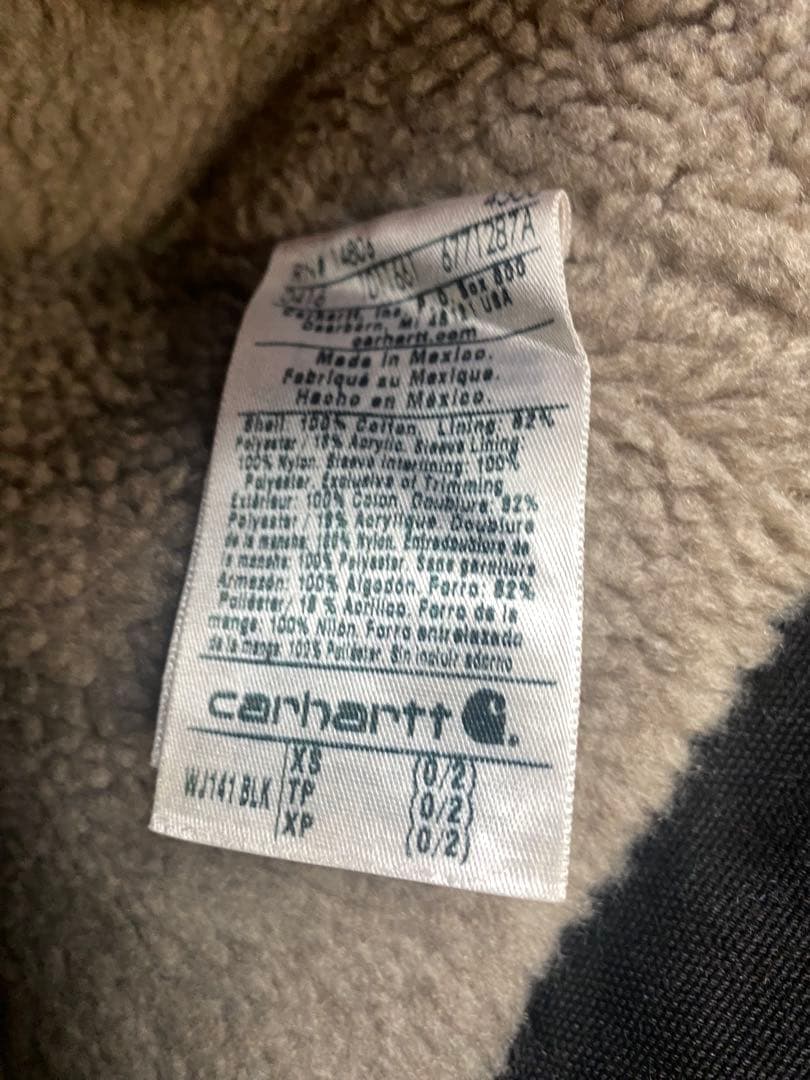 RN# 14806
101167 6771287A
Carhartt, Inc. P.O. Box 600
Dearborn, MI 48121 USA
carhartt.com
Made in Mexico.
Fabriqué au Mexique.
Hecho en México.
Shell: 100% Cotton, Lining: 82%
Polyester / 18% Acrylic, Sleeve Lining:
100% Nylon, Sleeve Interlining: 100%
Polyester, Exclusive of Trimming
Extérieur: 100% Coton, Doublure: 82%
Polyester / 18% Acrylique, Doublure
de la manche: 100% Nylon, Entredoublure de
la manche: 100% Polyester, Sans garniture
Armazón: 100% Algodón, Forro: 82%
Poliéster / 18 % Acrílico, Forro de la
manga: 100% Nilón, Forro entrelazado
de la manga: 100% Poliéster, Sin incluir adorno
carhartt
WJ141 BLK XS (0/2)
TP (0/2)
XP (0/2)